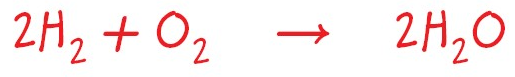 2H₂ + O₂ → 2H₂O